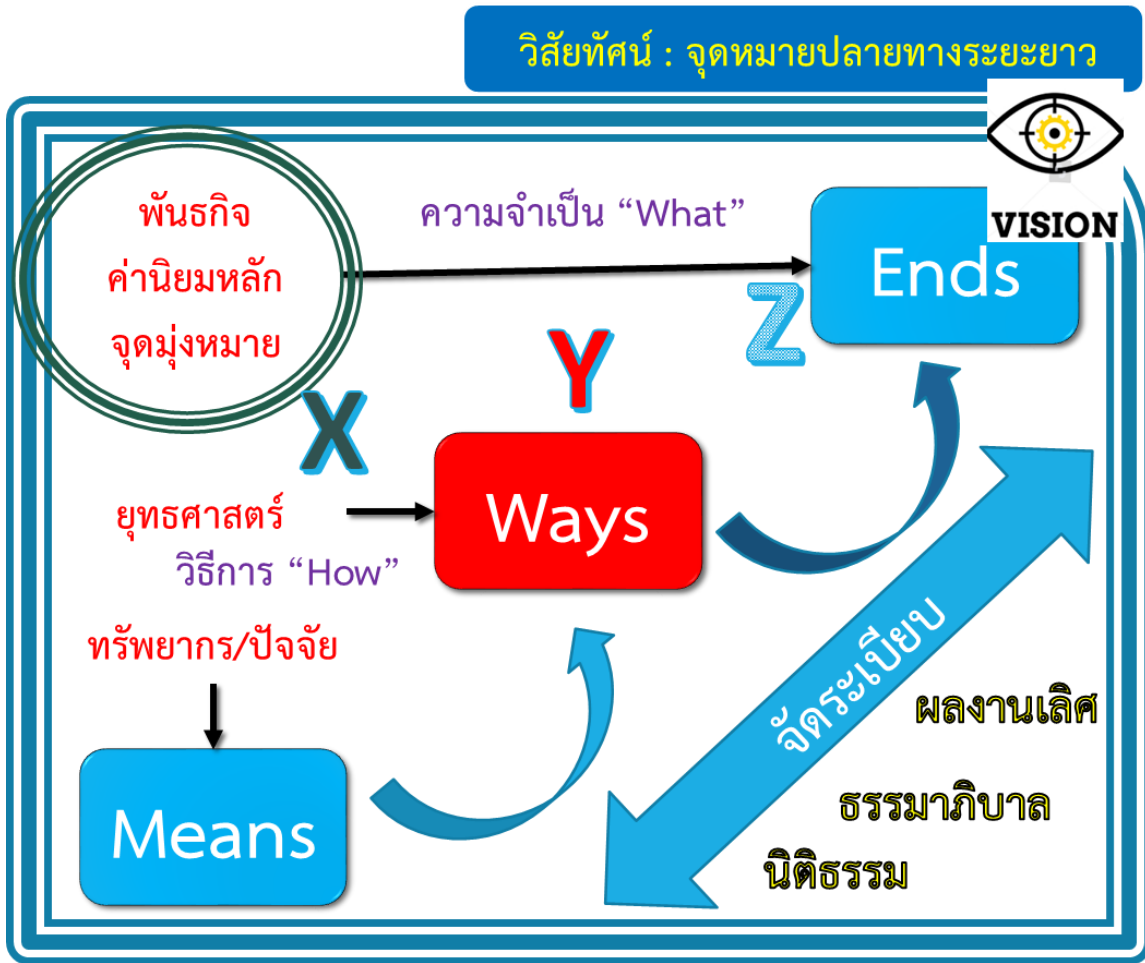 วิสัยทัศน์ : จุดหมายปลายทางระยะยาว
VISION
พันธกิจ
ค่านิยมหลัก
จุดมุ่งหมาย
ความจำเป็น “What”
Ends
X
Y
Z
ยุทธศาสตร์
วิธีการ “How”
Ways
ทรัพยากร/ปัจจัย
Means
จัดระเบียบ
ผลงานเลิศ
ธรรมาภิบาล
นิติธรรม